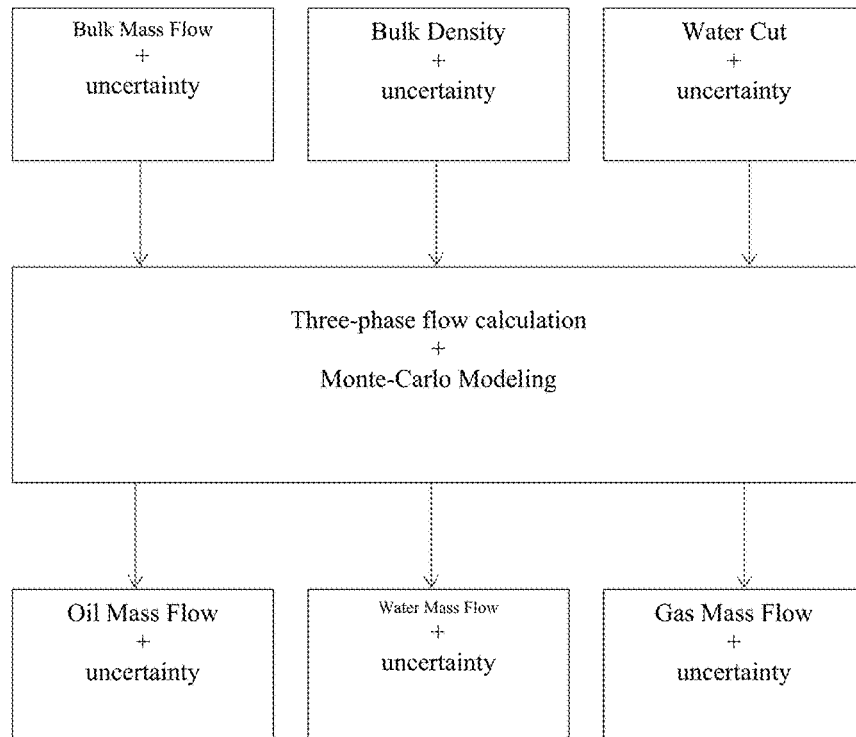 Bulk Mass Flow
+
uncertainty
Bulk Density
+
uncertainty
Water Cut
+
uncertainty
Three-phase flow calculation
+
Monte-Carlo Modeling
Oil Mass Flow
+
uncertainty
Water Mass Flow
+
uncertainty
Gas Mass Flow
+
uncertainty